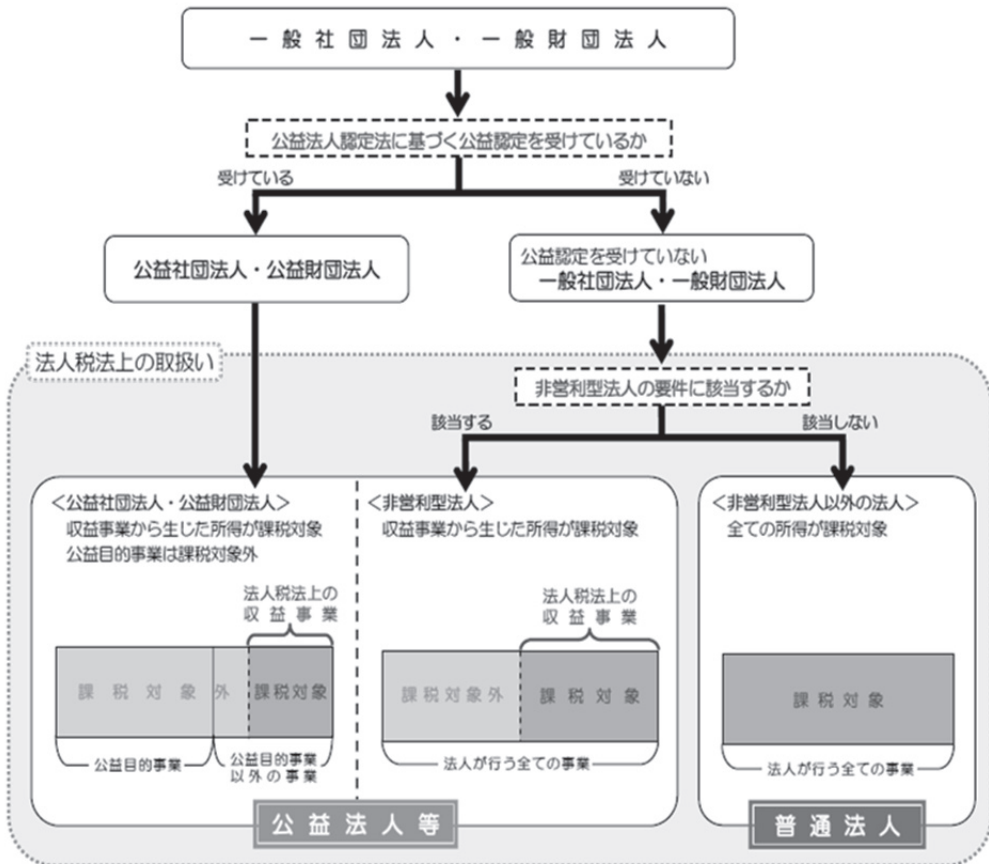 一般社団法人・一般財団法人
公益法人認定法に基づく公益認定を受けているか
受けている
受けていない
公益社団法人・公益財団法人
公益認定を受けていない
一般社団法人・一般財団法人
法人税法上の取扱い
非営利型法人の要件に該当するか
該当する
該当しない
＜公益社団法人・公益財団法人＞
収益事業から生じた所得が課税対象
公益目的事業は課税対象外
法人税法上の
収益事業
課税対象外
課税対象
公益目的事業
公益目的事業
以外の事業
＜非営利型法人＞
収益事業から生じた所得が課税対象
法人税法上の
収益事業
課税対象外
課税対象
法人が行う全ての事業
公益法人等
＜非営利型法人以外の法人＞
全ての所得が課税対象
課税対象
法人が行う全ての事業
普通法人